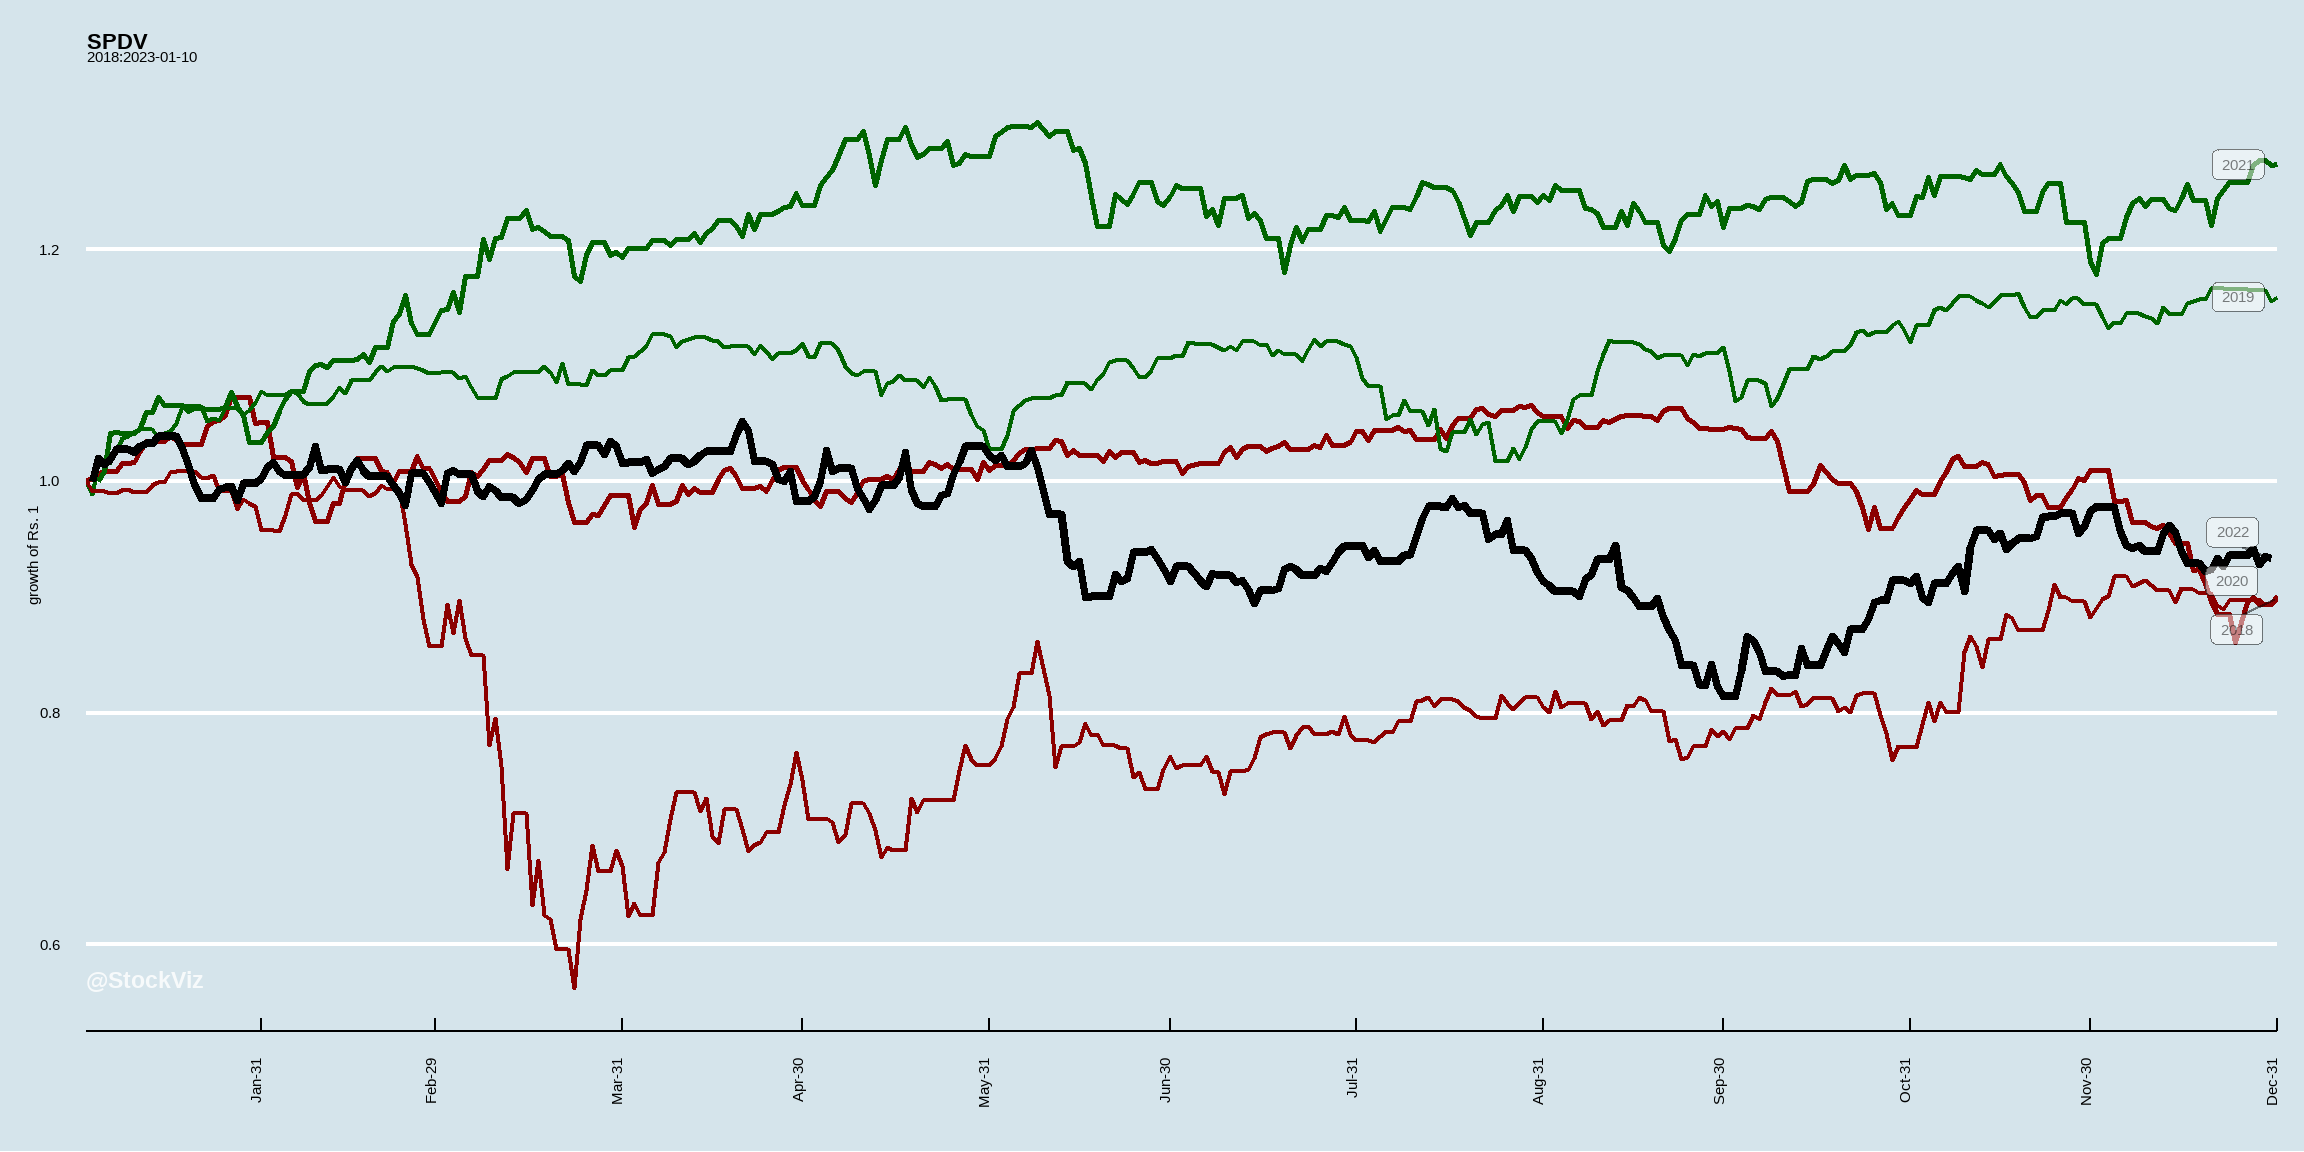 SPDV
2018:2023-01-10
growth of Rs. 1
1.2
1.0
0.8
0.6
2021
2019
2022
2020
2018
@StockViz
Jan-31
Feb-29
Mar-31
Apr-30
May-31
Jun-30
Jul-31
Aug-31
Sep-30
Oct-31
Nov-30
Dec-31